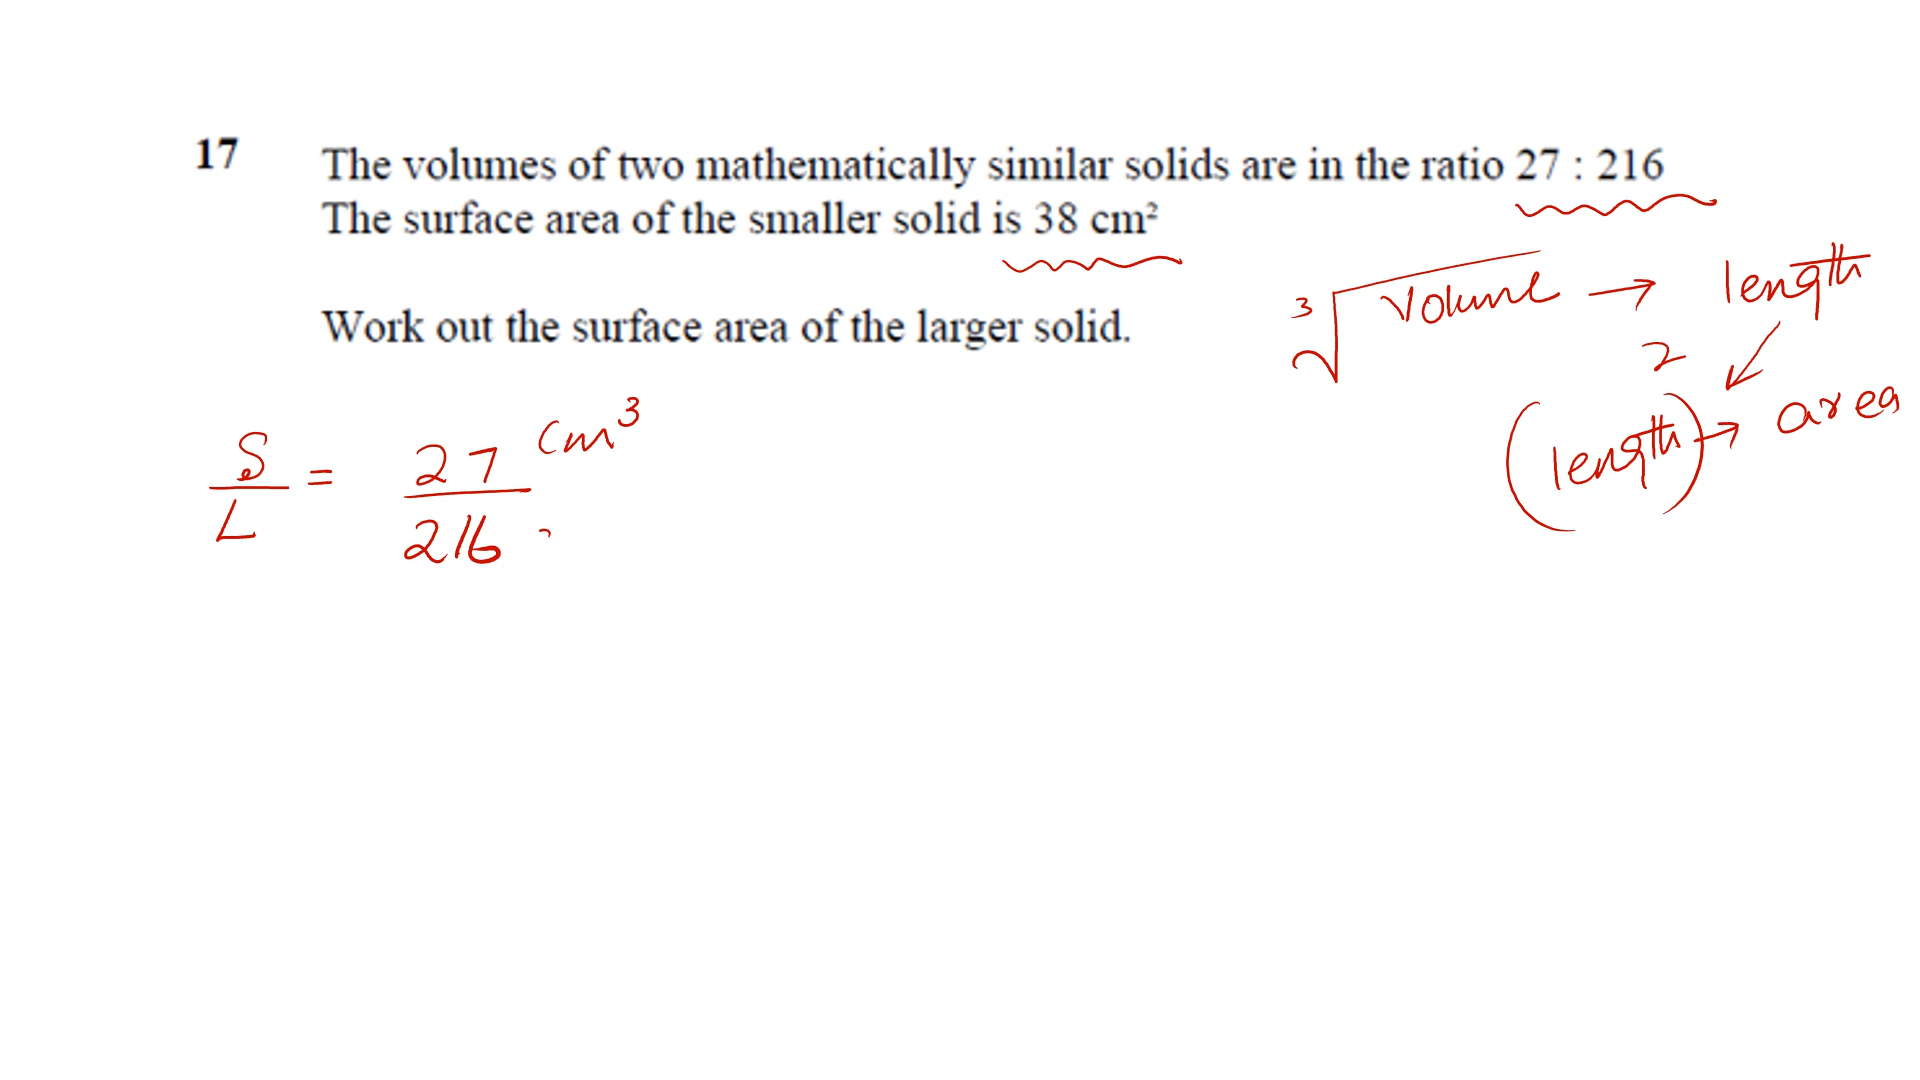 17 The volumes of two mathematically similar solids are in the ratio 27 : 216
The surface area of the smaller solid is 38 cm²
Work out the surface area of the larger solid.
∛Volume → length
(length)² → area
S/L = 27 cm³/216